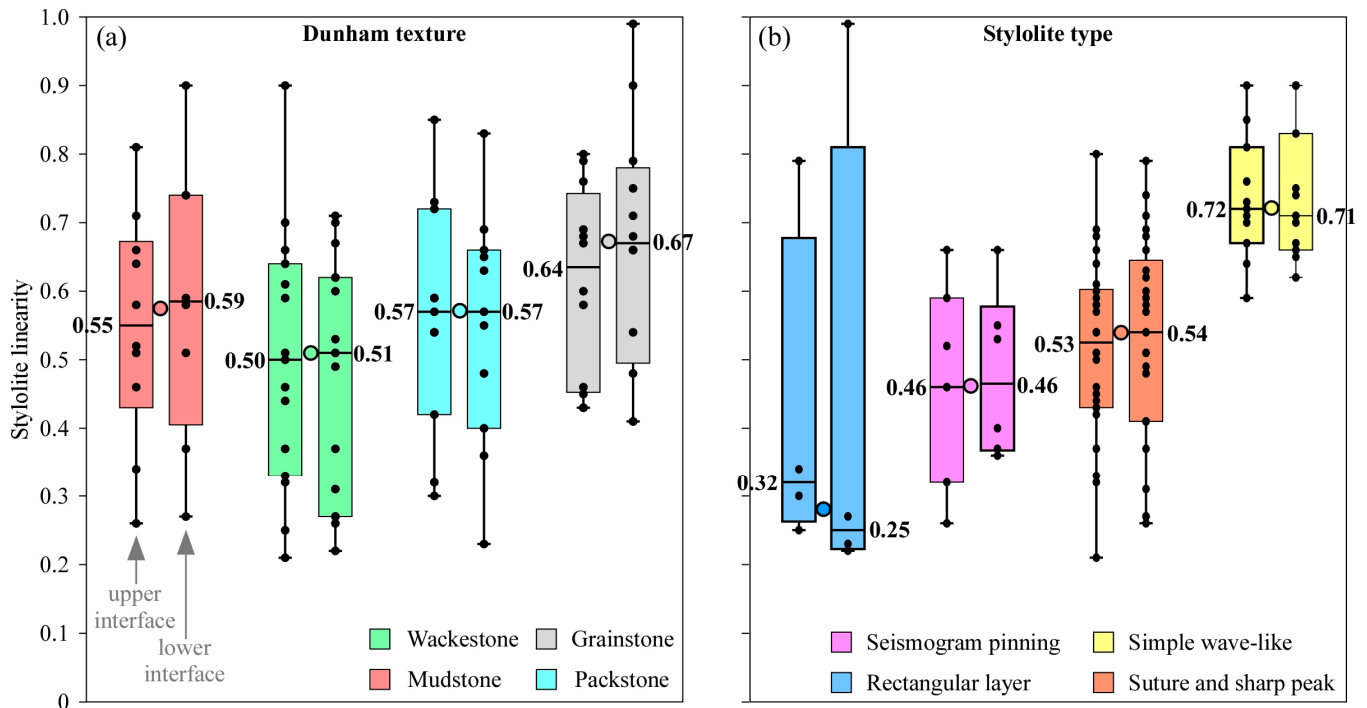 (a)
Dunham texture
Stylolite linearity
1.0
0.9
0.8
0.7
0.6
0.5
0.4
0.3
0.2
0.1
0
0.55
0.59
0.50
0.51
0.57
0.57
0.64
0.67
upper
interface
lower
interface
Wackestone
Grainstone
Mudstone
Packstone
(b)
Stylolite type
0.32
0.25
0.46
0.46
0.53
0.54
0.72
0.71
Seismogram pinning
Simple wave-like
Rectangular layer
Suture and sharp peak